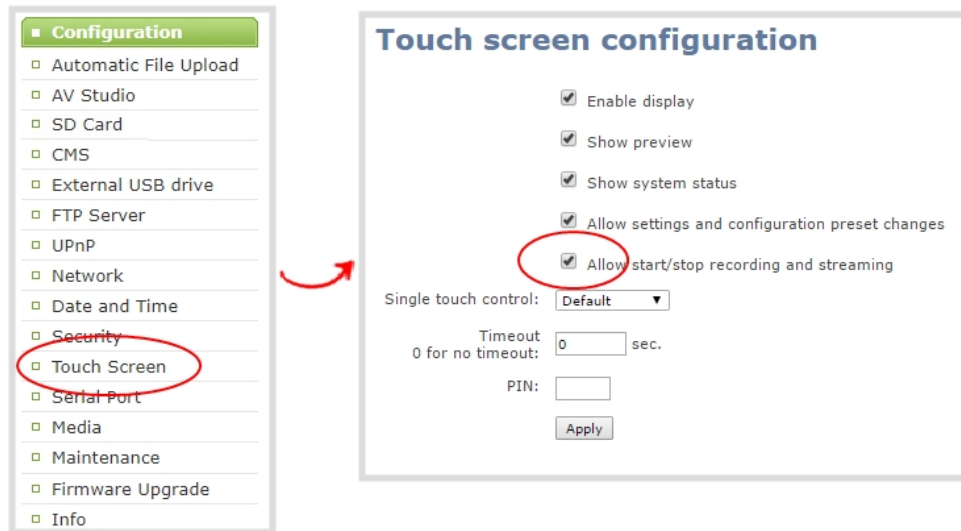 Configuration
Automatic File Upload
AV Studio
SD Card
CMS
External USB drive
FTP Server
UPnP
Network
Date and Time
Security
Touch Screen
Serial Port
Media
Maintenance
Firmware Upgrade
Info
Touch screen configuration
Enable display
Show preview
Show system status
Allow settings and configuration preset changes
Allow start/stop recording and streaming
Single touch control: Default
Timeout
0 for no timeout: 0 sec.
PIN:
Apply